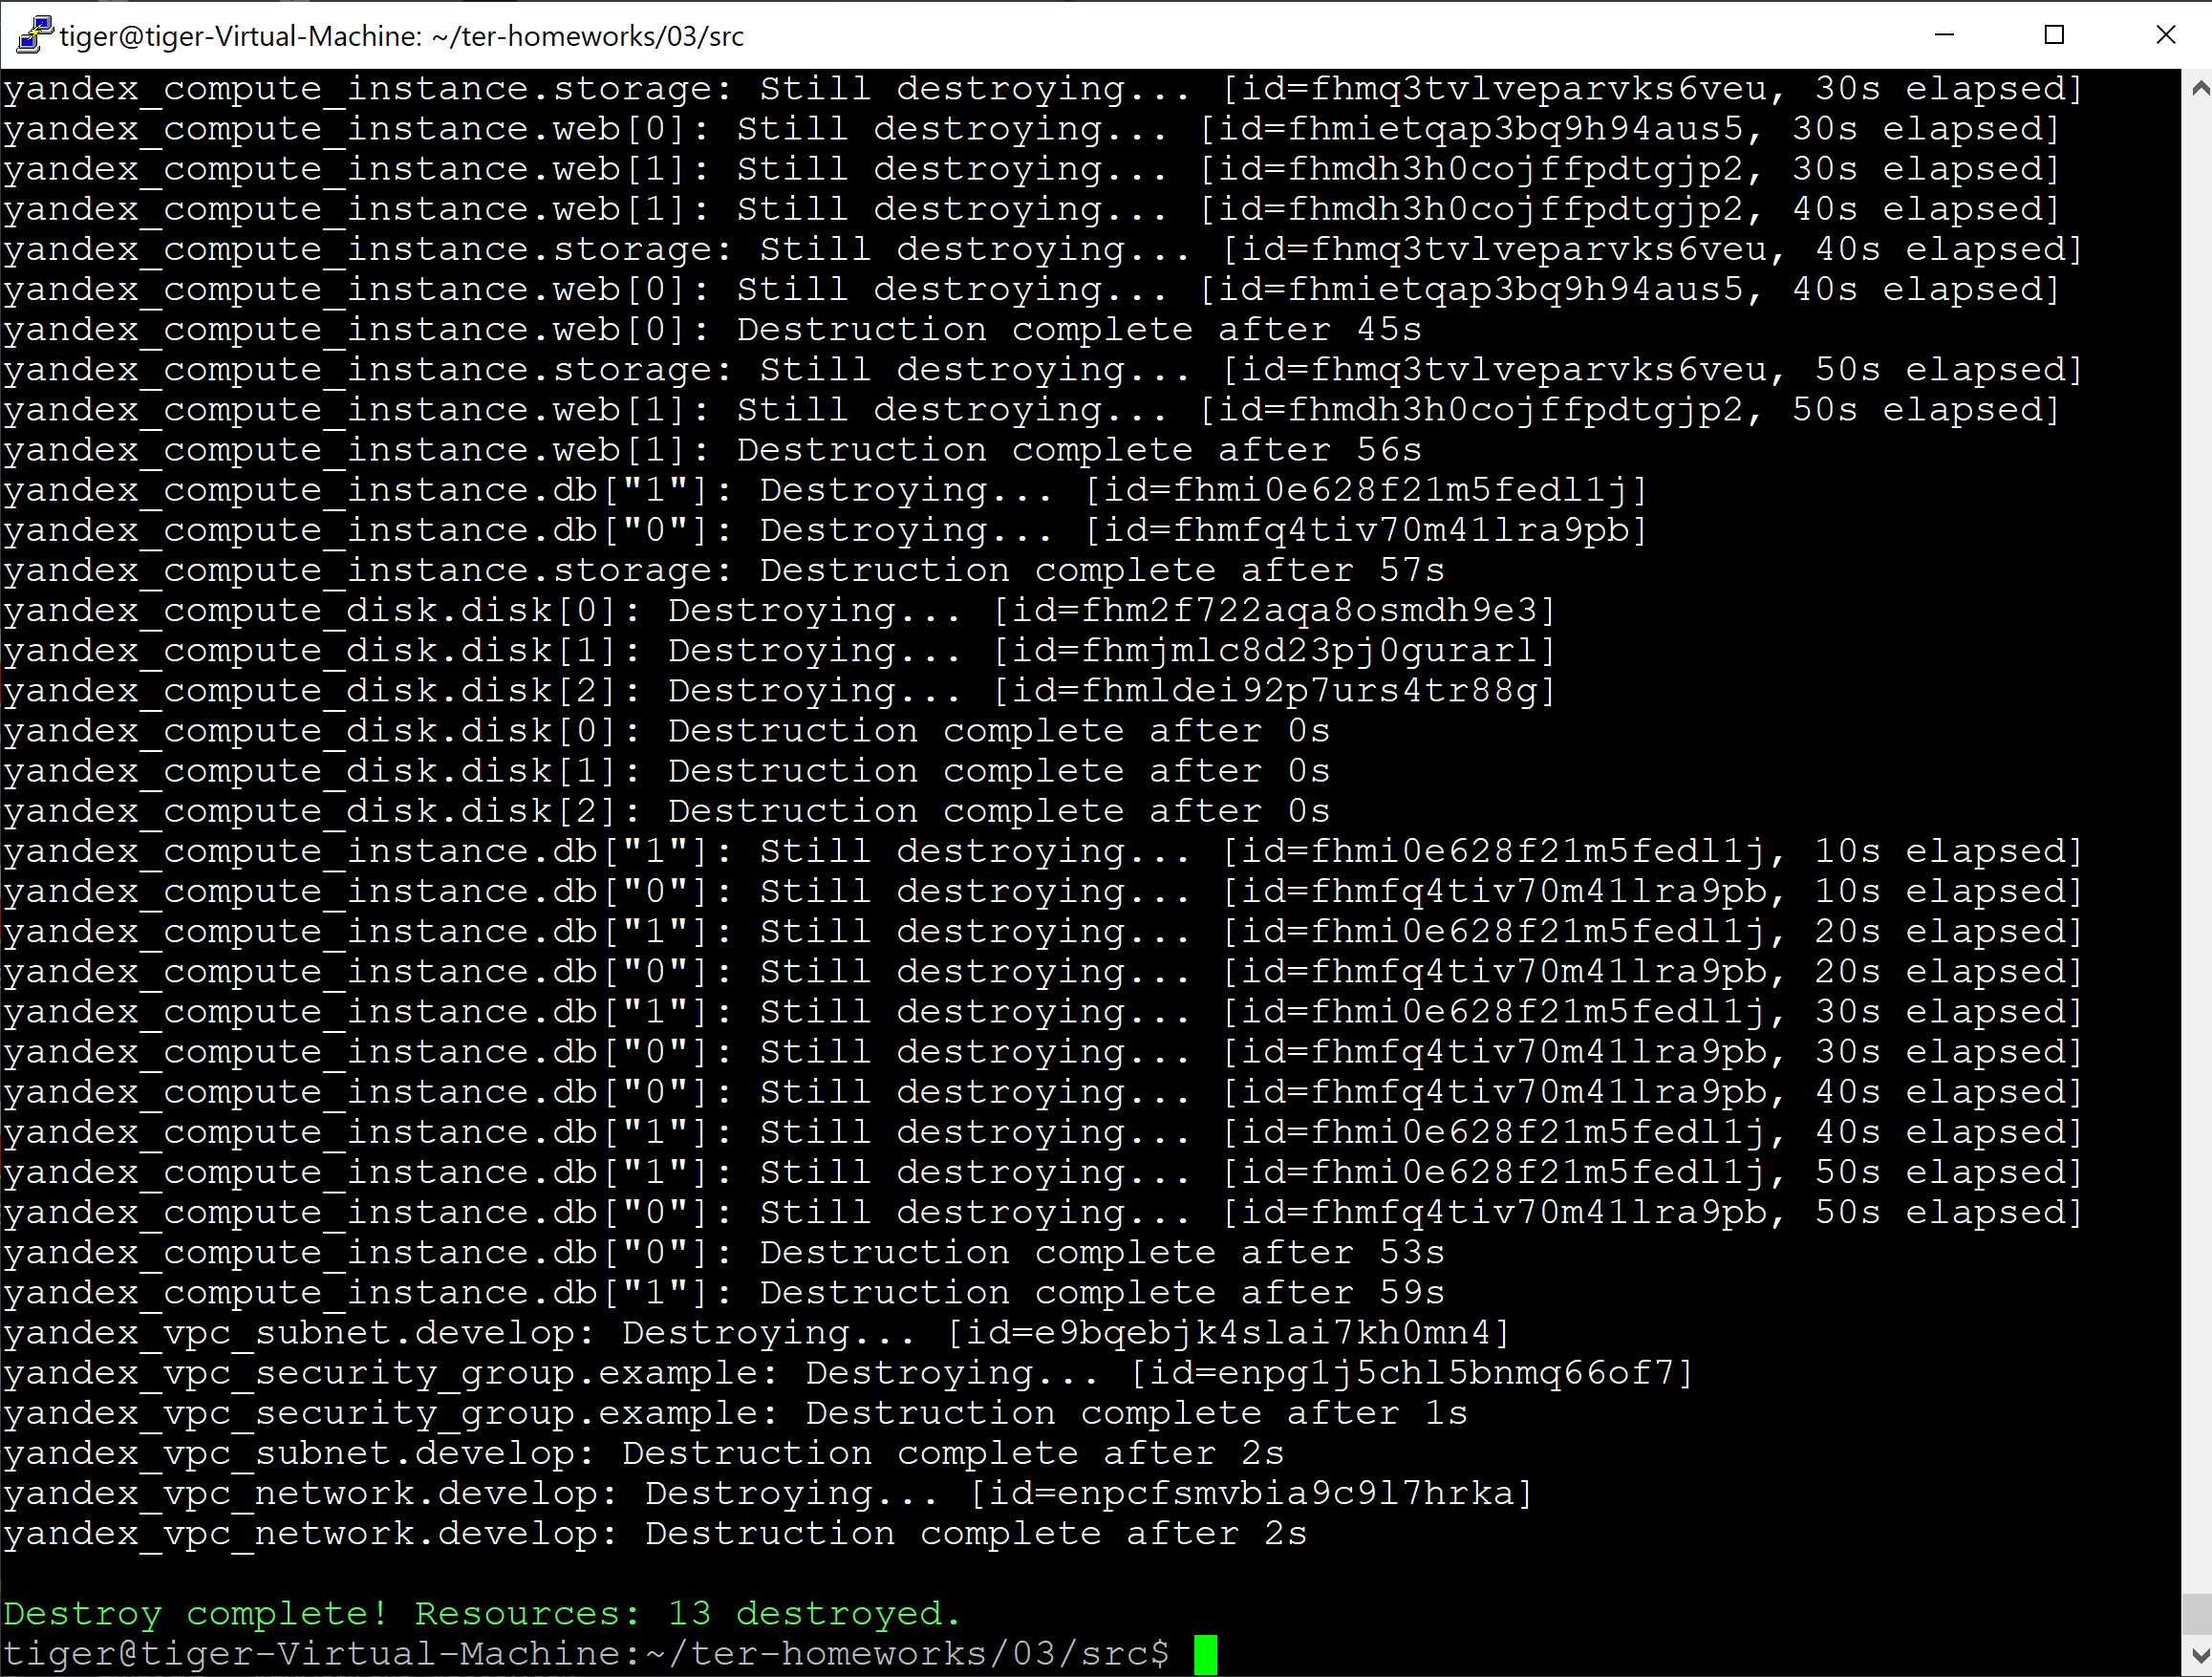 tiger@tiger-Virtual-Machine: ~/ter-homeworks/03/src
yandex_compute_instance.storage: Still destroying... [id=fhmq3tvlveparvks6veu, 30s elapsed]
yandex_compute_instance.web[0]: Still destroying... [id=fhmietqap3bq9h94aus5, 30s elapsed]
yandex_compute_instance.web[1]: Still destroying... [id=fhmdh3h0cojffpdtgjp2, 30s elapsed]
yandex_compute_instance.web[1]: Still destroying... [id=fhmdh3h0cojffpdtgjp2, 40s elapsed]
yandex_compute_instance.storage: Still destroying... [id=fhmq3tvlveparvks6veu, 40s elapsed]
yandex_compute_instance.web[0]: Still destroying... [id=fhmietqap3bq9h94aus5, 40s elapsed]
yandex_compute_instance.web[0]: Destruction complete after 45s
yandex_compute_instance.storage: Still destroying... [id=fhmq3tvlveparvks6veu, 50s elapsed]
yandex_compute_instance.web[1]: Still destroying... [id=fhmdh3h0cojffpdtgjp2, 50s elapsed]
yandex_compute_instance.web[1]: Destruction complete after 56s
yandex_compute_instance.db["1"]: Destroying... [id=fhmi0e628f21m5fedl1j]
yandex_compute_instance.db["0"]: Destroying... [id=fhmfq4tiv70m41lra9pb]
yandex_compute_instance.storage: Destruction complete after 57s
yandex_compute_disk.disk[0]: Destroying... [id=fhm2f722aqa8osmdh9e3]
yandex_compute_disk.disk[1]: Destroying... [id=fhmjmlc8d23pj0gurarl]
yandex_compute_disk.disk[2]: Destroying... [id=fhmldei92p7urs4tr88g]
yandex_compute_disk.disk[0]: Destruction complete after 0s
yandex_compute_disk.disk[1]: Destruction complete after 0s
yandex_compute_disk.disk[2]: Destruction complete after 0s
yandex_compute_instance.db["1"]: Still destroying... [id=fhmi0e628f21m5fedl1j, 10s elapsed]
yandex_compute_instance.db["0"]: Still destroying... [id=fhmfq4tiv70m41lra9pb, 10s elapsed]
yandex_compute_instance.db["1"]: Still destroying... [id=fhmi0e628f21m5fedl1j, 20s elapsed]
yandex_compute_instance.db["0"]: Still destroying... [id=fhmfq4tiv70m41lra9pb, 20s elapsed]
yandex_compute_instance.db["1"]: Still destroying... [id=fhmi0e628f21m5fedl1j, 30s elapsed]
yandex_compute_instance.db["0"]: Still destroying... [id=fhmfq4tiv70m41lra9pb, 30s elapsed]
yandex_compute_instance.db["0"]: Still destroying... [id=fhmfq4tiv70m41lra9pb, 40s elapsed]
yandex_compute_instance.db["1"]: Still destroying... [id=fhmi0e628f21m5fedl1j, 40s elapsed]
yandex_compute_instance.db["1"]: Still destroying... [id=fhmi0e628f21m5fedl1j, 50s elapsed]
yandex_compute_instance.db["0"]: Still destroying... [id=fhmfq4tiv70m41lra9pb, 50s elapsed]
yandex_compute_instance.db["0"]: Destruction complete after 53s
yandex_compute_instance.db["1"]: Destruction complete after 59s
yandex_vpc_subnet.develop: Destroying... [id=e9bqebjk4slai7kh0mn4]
yandex_vpc_security_group.example: Destroying... [id=enpg1j5chl5bnmq66of7]
yandex_vpc_security_group.example: Destruction complete after 1s
yandex_vpc_subnet.develop: Destruction complete after 2s
yandex_vpc_network.develop: Destroying... [id=enpcfsmvbia9c9l7hrka]
yandex_vpc_network.develop: Destruction complete after 2s
Destroy complete! Resources: 13 destroyed.
tiger@tiger-Virtual-Machine:~/ter-homeworks/03/src$